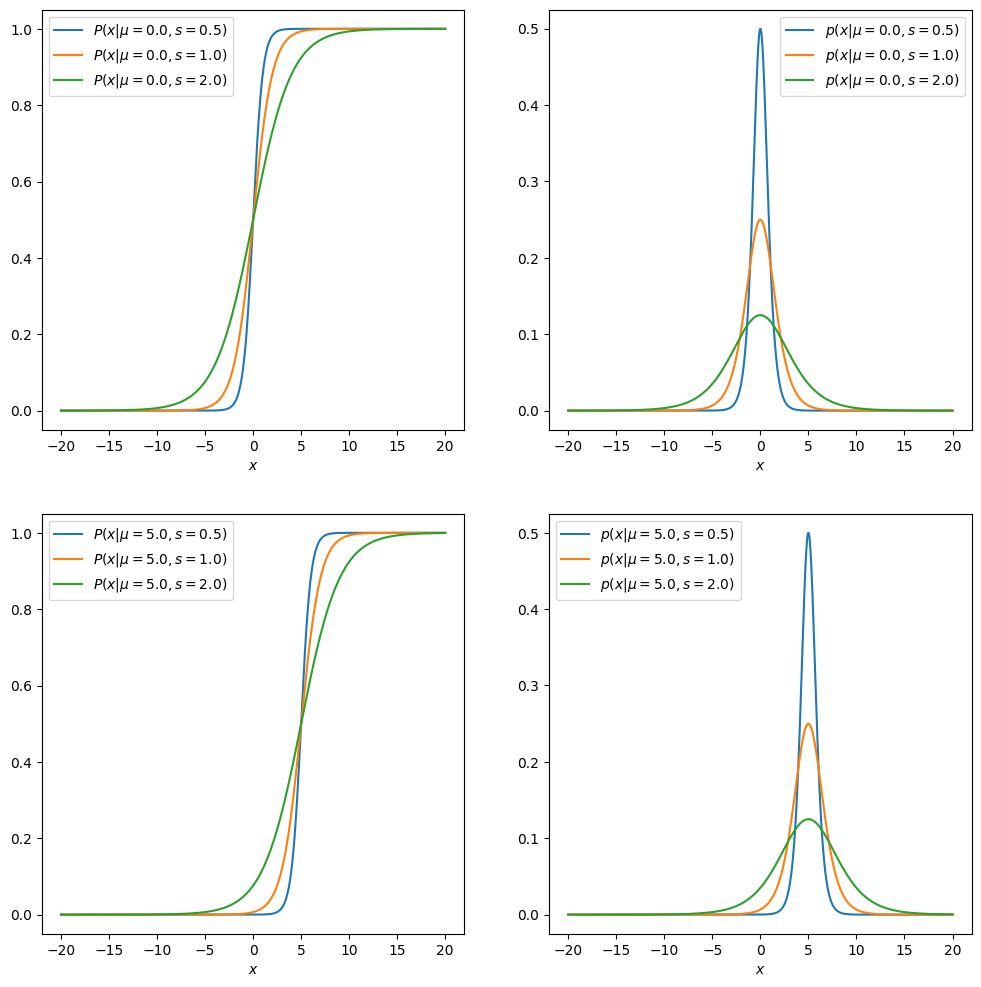 1.0
0.8
0.6
0.4
0.2
0.0
P(x|μ = 0.0, s = 0.5)
P(x|μ = 0.0, s = 1.0)
P(x|μ = 0.0, s = 2.0)
−20 −15 −10 −5 0 5 10 15 20
x
0.5
0.4
0.3
0.2
0.1
0.0
p(x|μ = 0.0, s = 0.5)
p(x|μ = 0.0, s = 1.0)
p(x|μ = 0.0, s = 2.0)
−20 −15 −10 −5 0 5 10 15 20
x
1.0
0.8
0.6
0.4
0.2
0.0
P(x|μ = 5.0, s = 0.5)
P(x|μ = 5.0, s = 1.0)
P(x|μ = 5.0, s = 2.0)
−20 −15 −10 −5 0 5 10 15 20
x
0.5
0.4
0.3
0.2
0.1
0.0
p(x|μ = 5.0, s = 0.5)
p(x|μ = 5.0, s = 1.0)
p(x|μ = 5.0, s = 2.0)
−20 −15 −10 −5 0 5 10 15 20
x